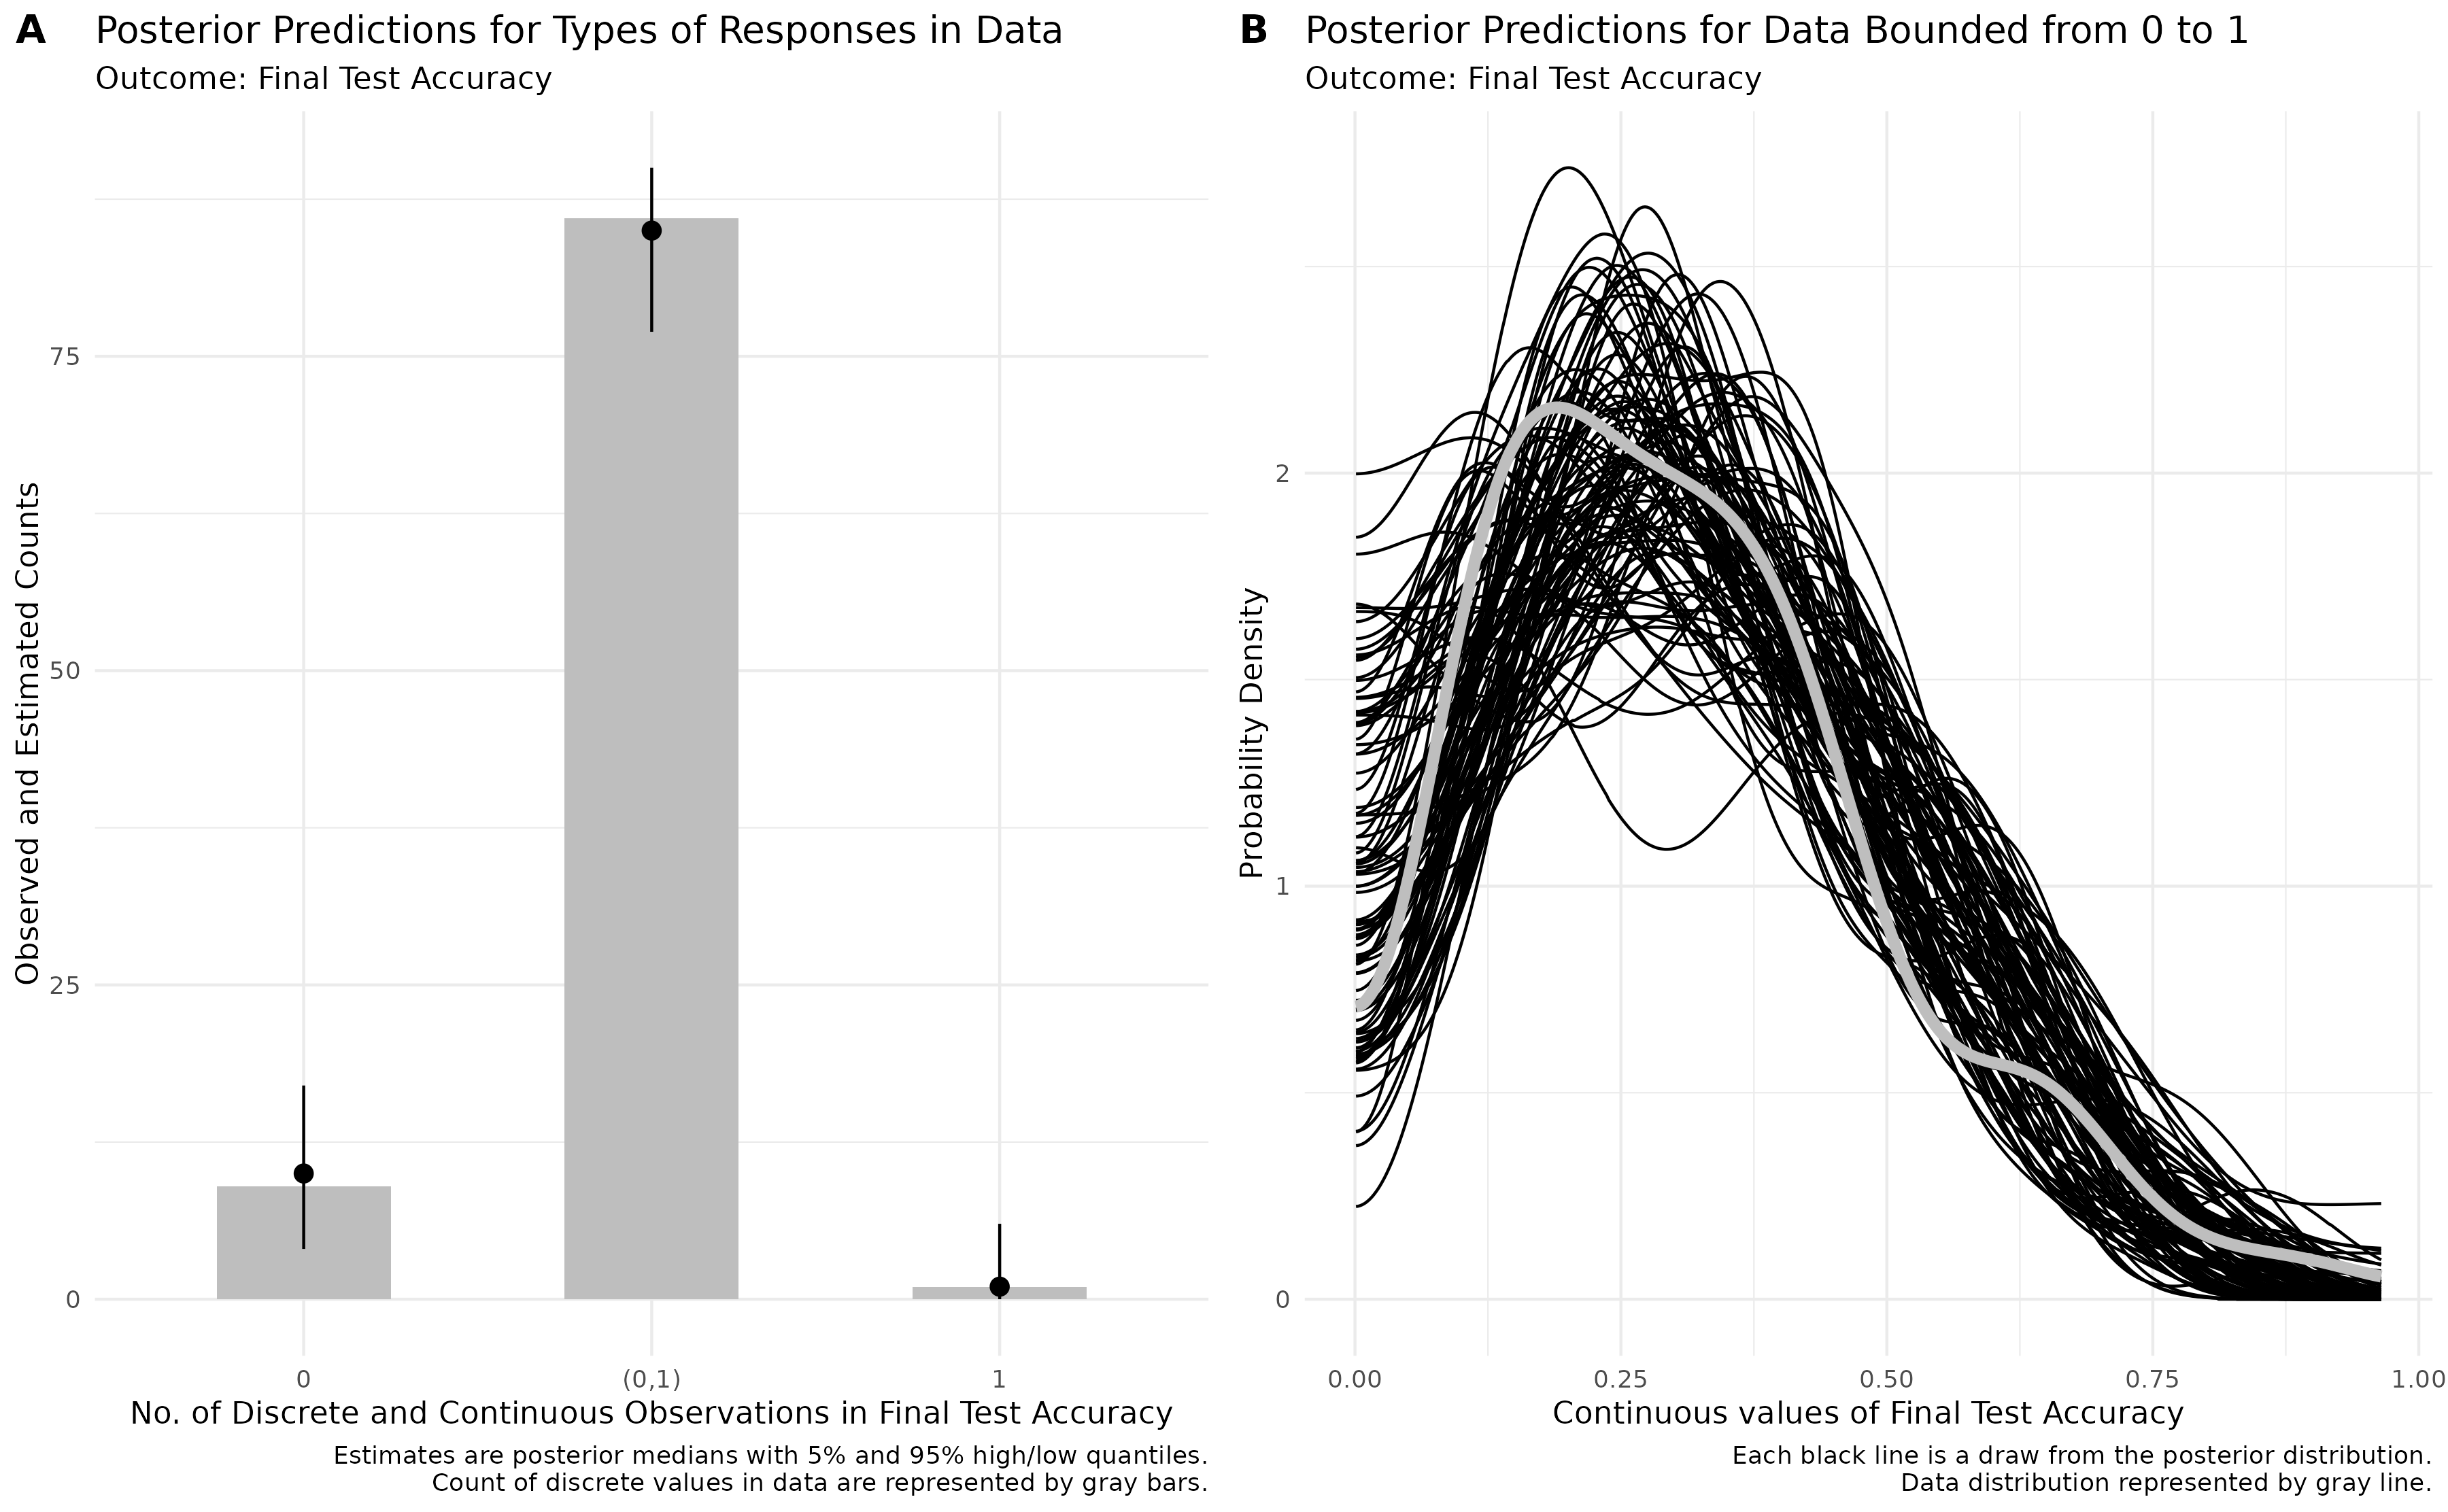 A Posterior Predictions for Types of Responses in Data
Outcome: Final Test Accuracy
Observed and Estimated Counts
75
50
25
0
0 (0,1) 1
No. of Discrete and Continuous Observations in Final Test Accuracy
Estimates are posterior medians with 5% and 95% high/low quantiles.
Count of discrete values in data are represented by gray bars.
B Posterior Predictions for Data Bounded from 0 to 1
Outcome: Final Test Accuracy
Probability Density
2
1
0
0.00 0.25 0.50 0.75 1.00
Continuous values of Final Test Accuracy
Each black line is a draw from the posterior distribution.
Data distribution represented by gray line.